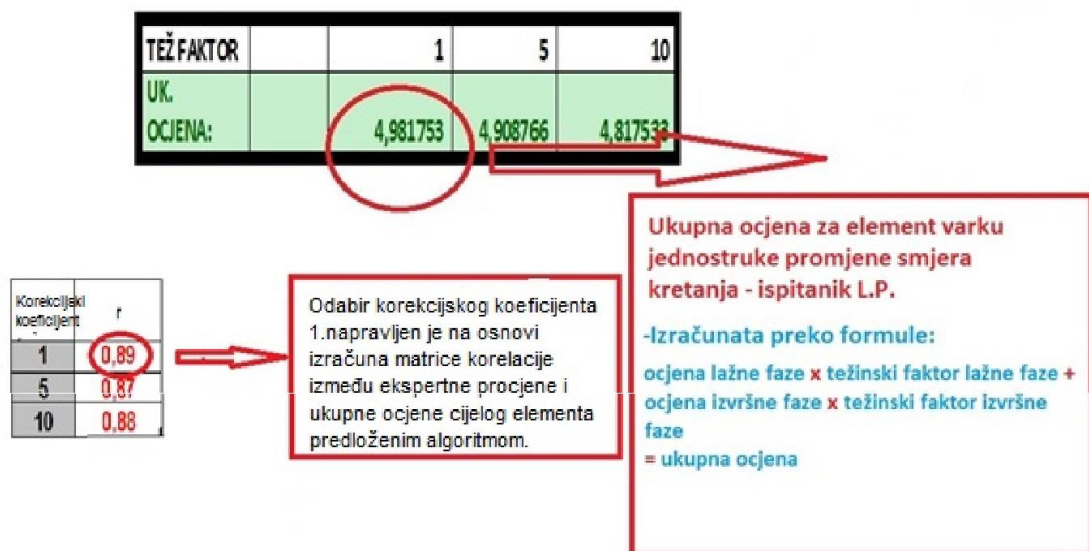 TEŽ FAKTOR 1 5 10
UK.
OCJENA: 4,981753 4,908766 4,817533
Ukupna ocjena za element varku
jednostruke promjene smjera
kretanja - ispitanik L.P.
-Izračunata preko formule:
ocjena lažne faze x težinski faktor lažne faze +
ocjena izvršne faze x težinski faktor izvršne
faze
= ukupna ocjena
Korekcijski
koeficijent r
1 0,89
5 0,87
10 0,88
Odabir korekcijskog koeficijenta
1.napravljen je na osnovi
izračuna matrice korelacije
između ekspertne procjene i
ukupne ocjene cijelog elementa
predloženim algoritmom.